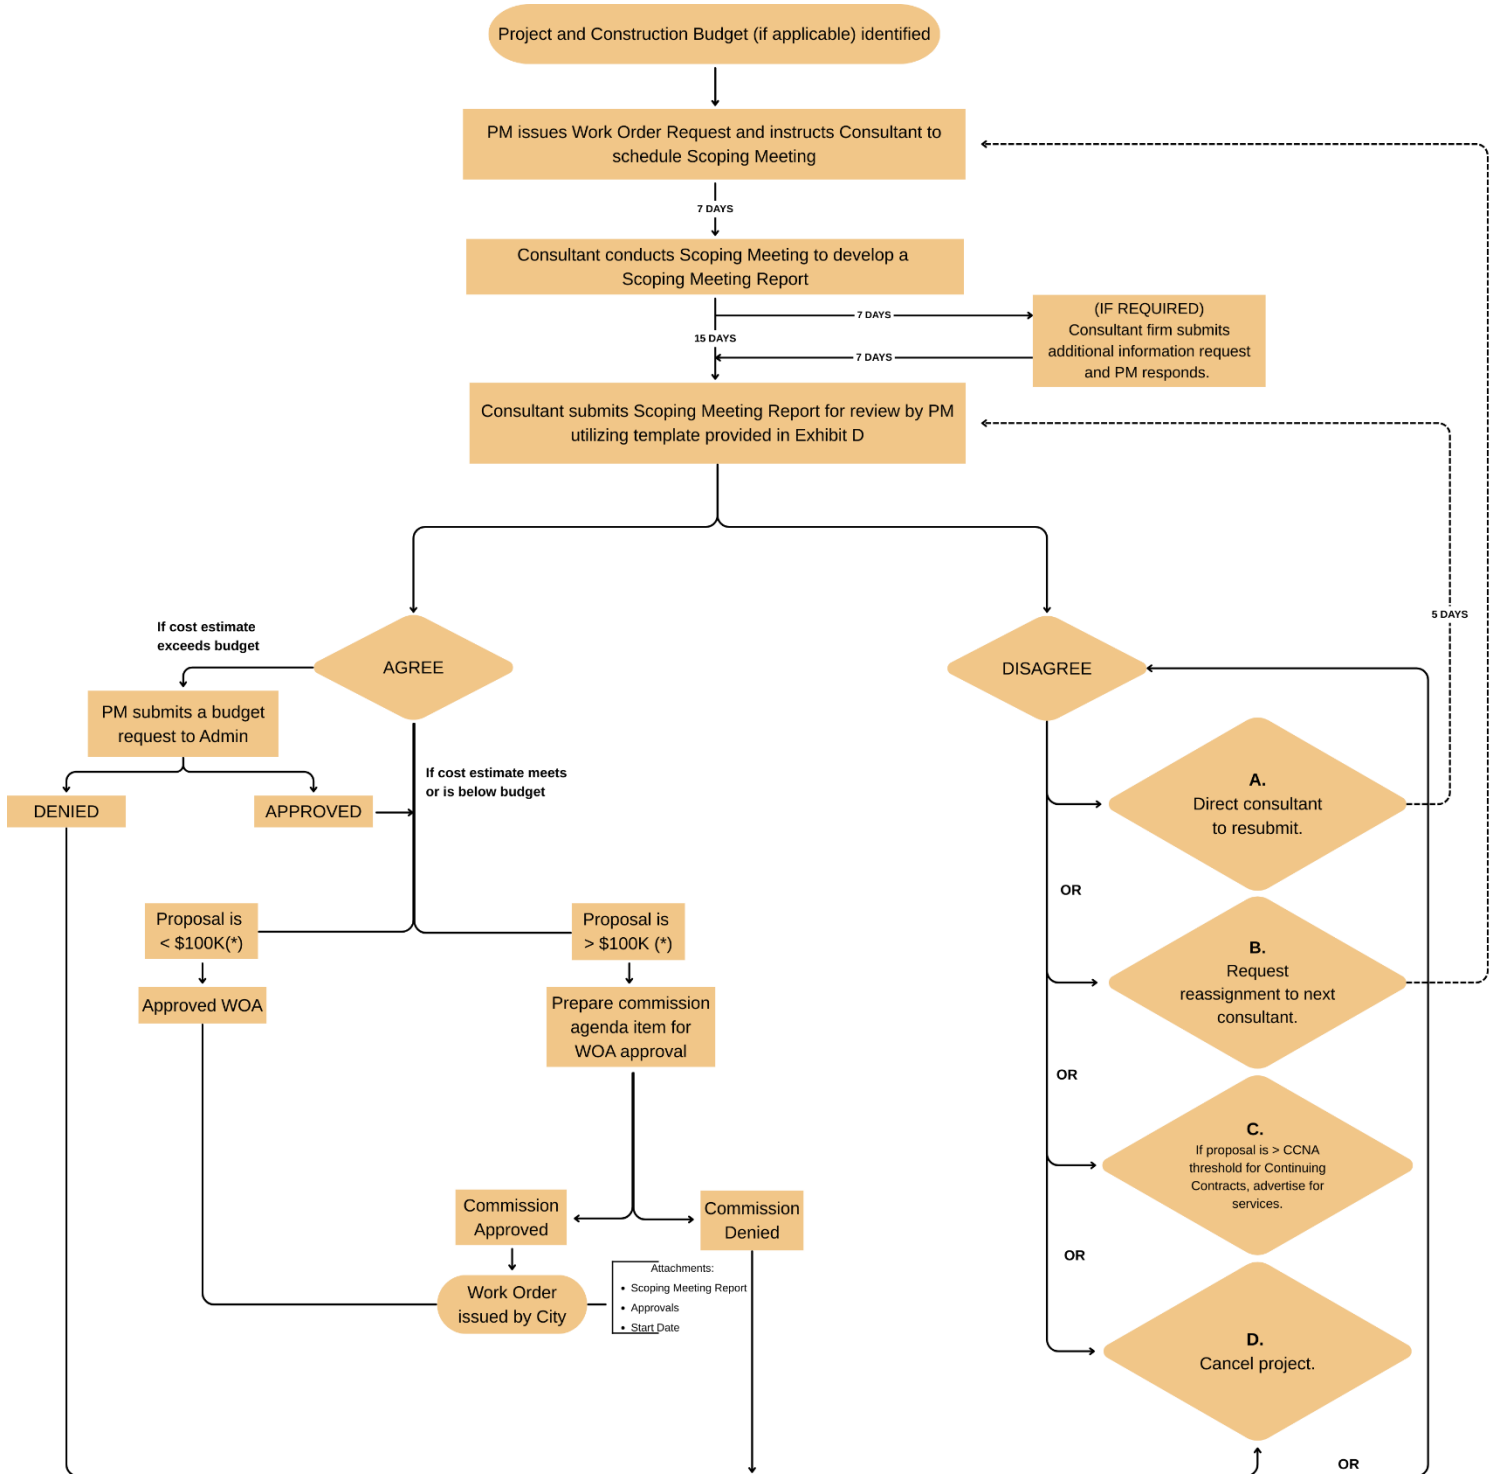 Project and Construction Budget (if applicable) identified
PM issues Work Order Request and instructs Consultant to
schedule Scoping Meeting
7 DAYS
Consultant conducts Scoping Meeting to develop a
Scoping Meeting Report
7 DAYS
(IF REQUIRED)
Consultant firm submits
additional information request
and PM responds.
15 DAYS
7 DAYS
Consultant submits Scoping Meeting Report for review by PM
utilizing template provided in Exhibit D
5 DAYS
If cost estimate
exceeds budget
AGREE
DISAGREE
PM submits a budget
request to Admin
If cost estimate meets
or is below budget
DENIED
APPROVED
A.
Direct consultant
to resubmit.
OR
Proposal is
< $100K(*)
Proposal is
> $100K (*)
B.
Request
reassignment to next
consultant.
Approved WOA
Prepare commission
agenda item for
WOA approval
OR
C.
If proposal is > CCNA
threshold for Continuing
Contracts, advertise for
services.
Commission
Approved
Commission
Denied
OR
Work Order
issued by City
Attachments:
• Scoping Meeting Report
• Approvals
• Start Date
D.
Cancel project.
OR